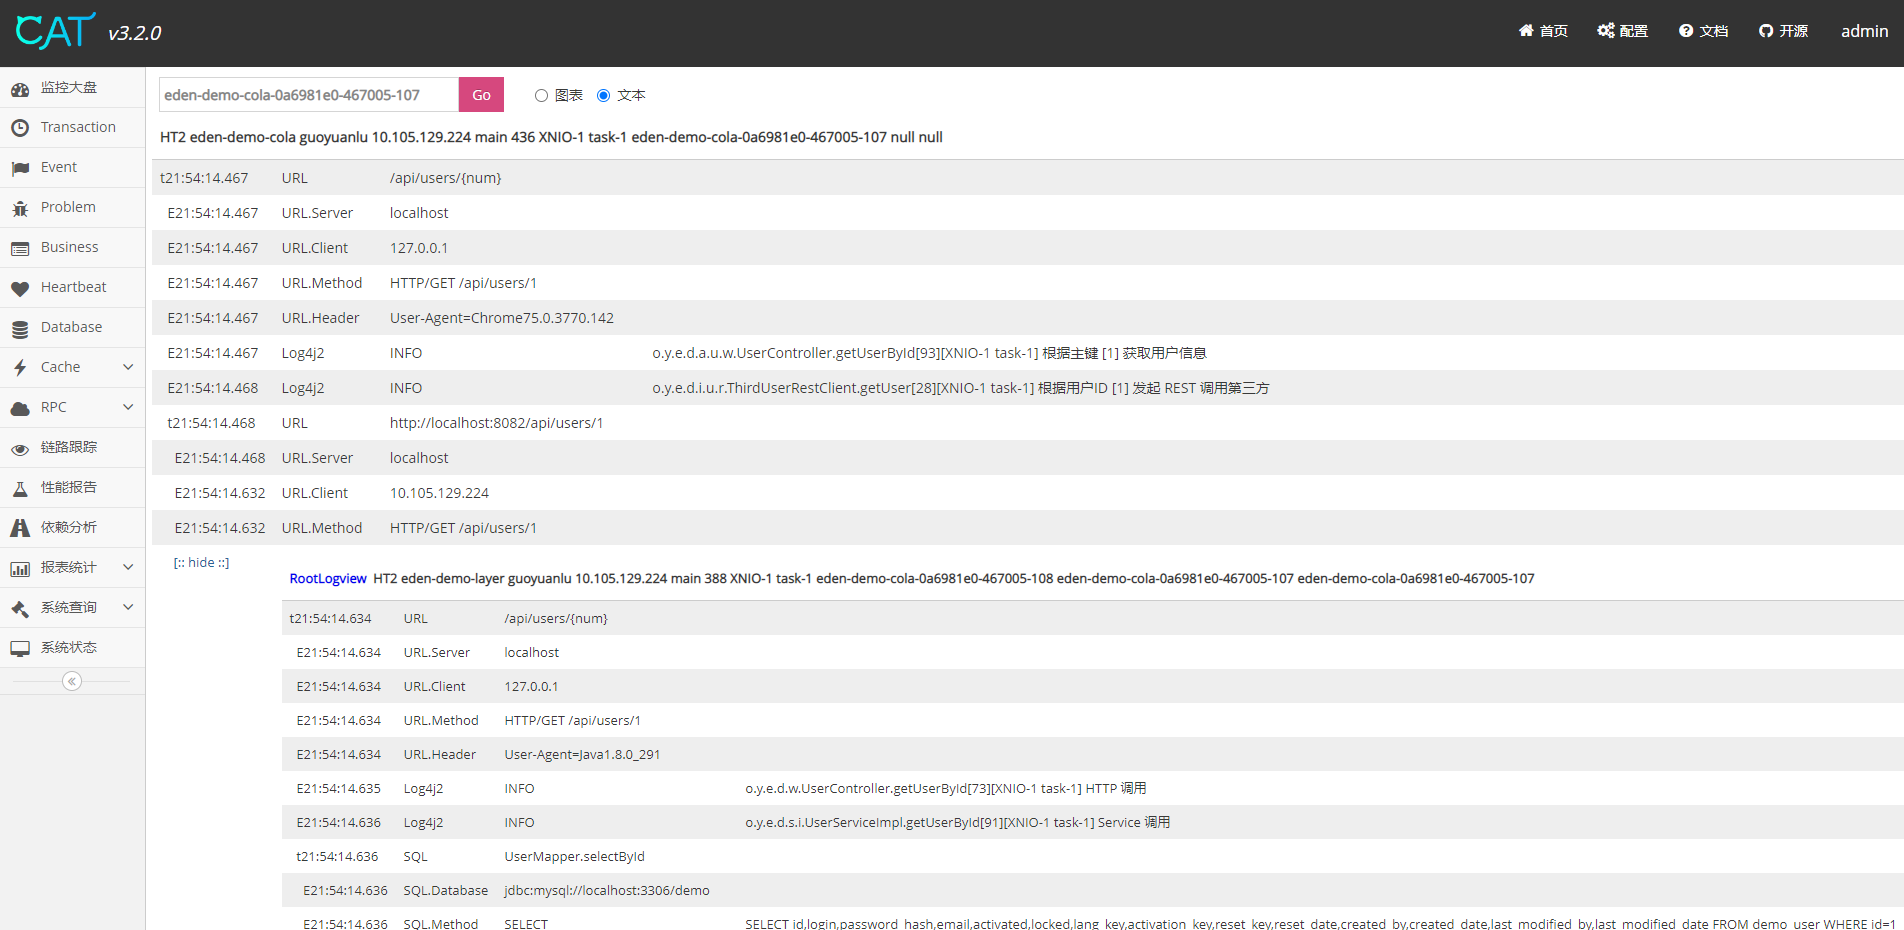 CAT v3.2.0 首页 配置 文档 开源 admin
监控大盘
Transaction
Event
Problem
Business
Heartbeat
Database
Cache
RPC
链路跟踪
性能报告
依赖分析
报表统计
系统查询
系统状态
eden-demo-cola-0a6981e0-467005-107 Go 图表 文本
HT2 eden-demo-cola guoyuanlu 10.105.129.224 main 436 XNIO-1 task-1 eden-demo-cola-0a6981e0-467005-107 null null
t21:54:14.467 URL /api/users/{num}
E21:54:14.467 URL.Server localhost
E21:54:14.467 URL.Client 127.0.0.1
E21:54:14.467 URL.Method HTTP/GET /api/users/1
E21:54:14.467 URL.Header User-Agent=Chrome75.0.3770.142
E21:54:14.467 Log4j2 INFO o.y.e.d.a.u.w.UserController.getUserById[93][XNIO-1 task-1] 根据主键 [1] 获取用户信息
E21:54:14.468 Log4j2 INFO o.y.e.d.i.u.r.ThirdUserRestClient.getUser[28][XNIO-1 task-1] 根据用户ID [1] 发起 REST 调用第三方
t21:54:14.468 URL http://localhost:8082/api/users/1
E21:54:14.468 URL.Server localhost
E21:54:14.632 URL.Client 10.105.129.224
E21:54:14.632 URL.Method HTTP/GET /api/users/1
[:: hide ::]
RootLogview HT2 eden-demo-layer guoyuanlu 10.105.129.224 main 388 XNIO-1 task-1 eden-demo-cola-0a6981e0-467005-108 eden-demo-cola-0a6981e0-467005-107 eden-demo-cola-0a6981e0-467005-107
t21:54:14.634 URL /api/users/{num}
E21:54:14.634 URL.Server localhost
E21:54:14.634 URL.Client 127.0.0.1
E21:54:14.634 URL.Method HTTP/GET /api/users/1
E21:54:14.634 URL.Header User-Agent=Java1.8.0_291
E21:54:14.635 Log4j2 INFO o.y.e.d.w.UserController.getUserById[73][XNIO-1 task-1] HTTP 调用
E21:54:14.636 Log4j2 INFO o.y.e.d.s.i.UserServiceImpl.getUserById[91][XNIO-1 task-1] Service 调用
t21:54:14.636 SQL UserMapper.selectById
E21:54:14.636 SQL.Database jdbc:mysql://localhost:3306/demo
E21:54:14.636 SQL.Method SELECT SELECT id,login,password_hash,email,activated,locked,lang_key,activation_key,reset_key,reset_date,created_by,created_date,last_modified_by,last_modified_date FROM demo_user WHERE id=1